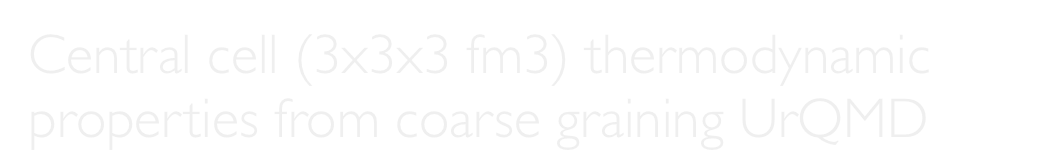 Central cell (3x3x3 fm3) thermodynamic
properties from coarse graining UrQMD